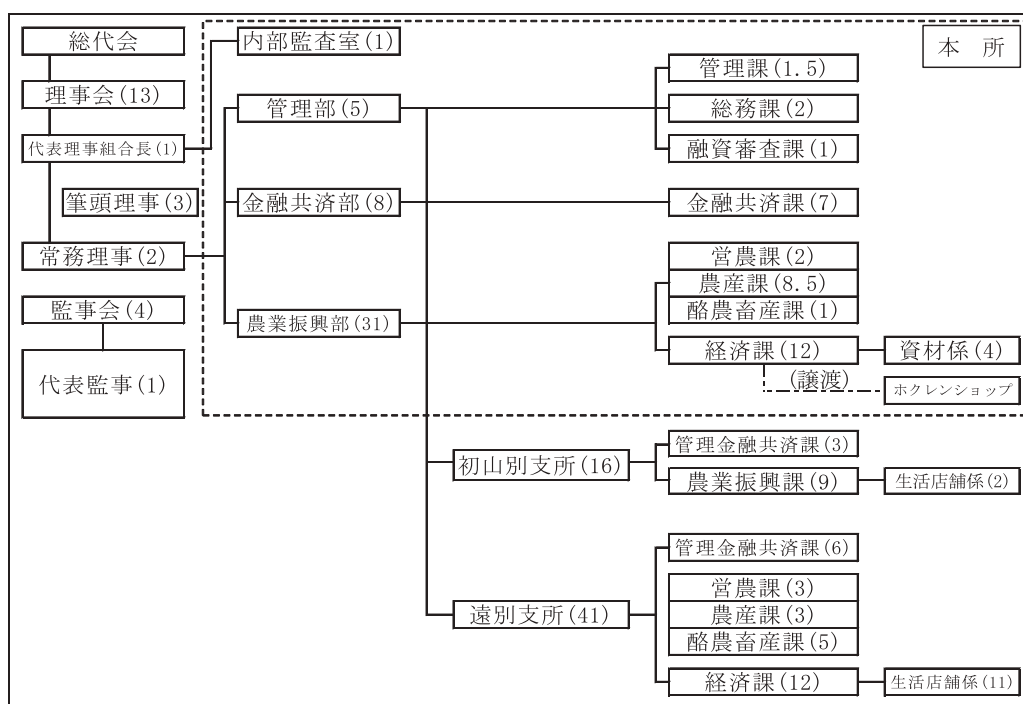 総代会
理事会(13)
代表理事組合長(1)
筆頭理事(3)
常務理事(2)
監事会(4)
代表監事(1)
本　所
内部監査室(1)
管理部(5)
管理課(1.5)
総務課(2)
融資審査課(1)
金融共済部(8)
金融共済課(7)
農業振興部(31)
営農課(2)
農産課(8.5)
酪農畜産課(1)
経済課(12)
資材係(4)
(譲渡)
ホクレンショップ
初山別支所(16)
管理金融共済課(3)
農業振興課(9)
生活店舗係(2)
遠別支所(41)
管理金融共済課(6)
営農課(3)
農産課(3)
酪農畜産課(5)
経済課(12)
生活店舗係(11)